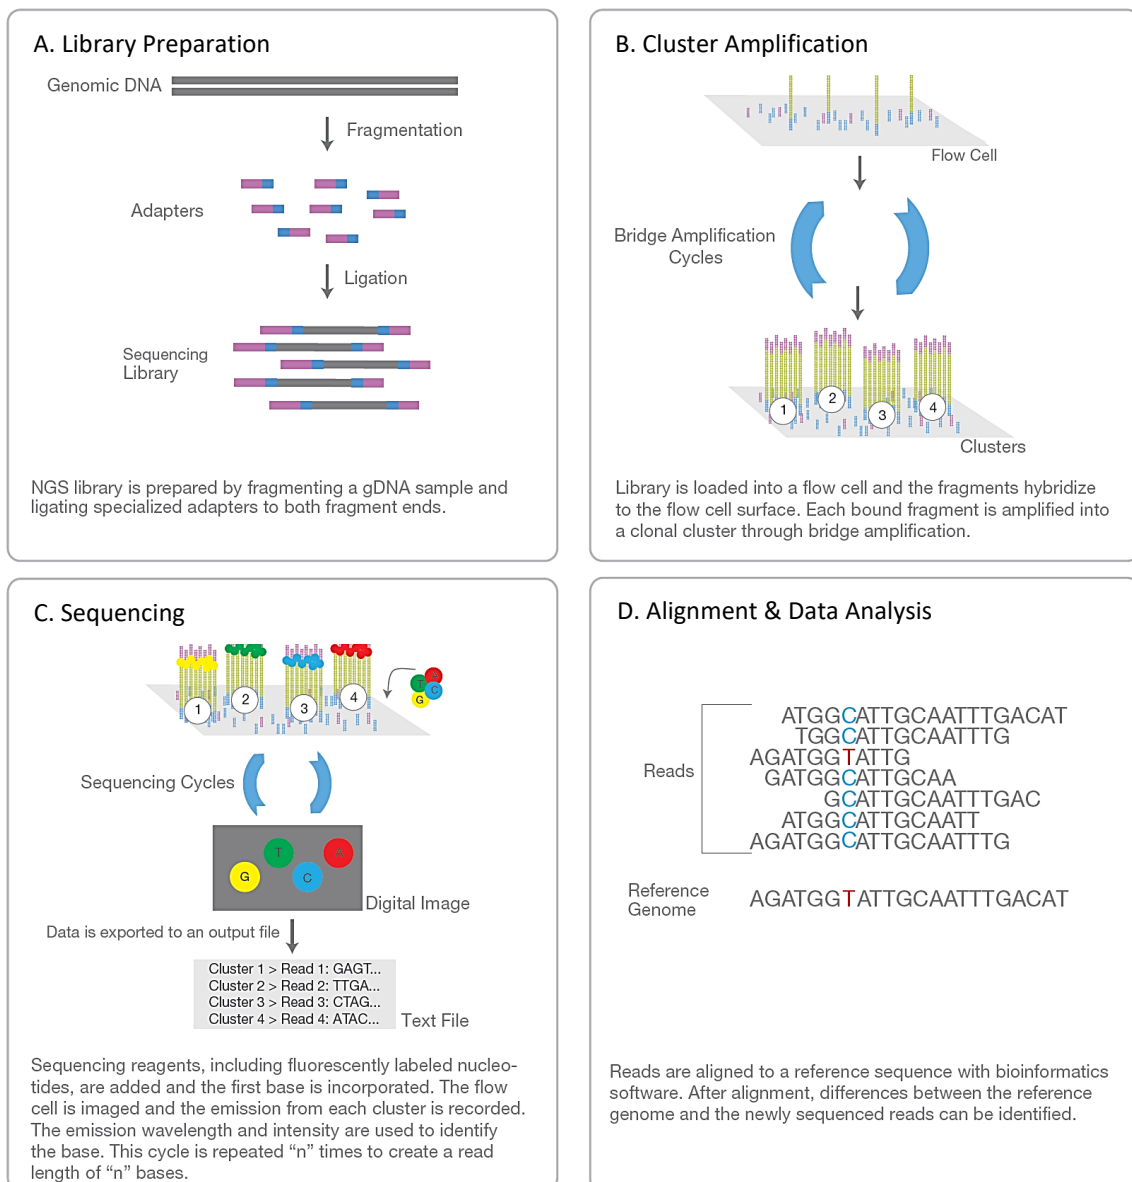 A. Library Preparation
Genomic DNA
Fragmentation
Adapters
Ligation
Sequencing
Library
NGS library is prepared by fragmenting a gDNA sample and
ligating specialized adapters to both fragment ends.
B. Cluster Amplification
Flow Cell
Bridge Amplification
Cycles
1
2
3
4
Clusters
Library is loaded into a flow cell and the fragments hybridize
to the flow cell surface. Each bound fragment is amplified into
a clonal cluster through bridge amplification.
C. Sequencing
1
2
3
4
A
T
C
G
Sequencing Cycles
T
A
G
C
Digital Image
Data is exported to an output file
Cluster 1 > Read 1: GAGT...
Cluster 2 > Read 2: TTGA...
Cluster 3 > Read 3: CTAG...
Cluster 4 > Read 4: ATAC...
Text File
Sequencing reagents, including fluorescently labeled nucleo-
tides, are added and the first base is incorporated. The flow
cell is imaged and the emission from each cluster is recorded.
The emission wavelength and intensity are used to identify
the base. This cycle is repeated “n” times to create a read
length of “n” bases.
D. Alignment & Data Analysis
ATGGCATTGCAATTTGACAT
TGGCATTGCAATTTG
AGATGGTATTG
Reads
GATGGCATTGCAA
GCATTGCAATTTGAC
ATGGCATTGCAATT
AGATGGCATTGCAATTTG
Reference
Genome
AGATGGTATTGCAATTTGACAT
Reads are aligned to a reference sequence with bioinformatics
software. After alignment, differences between the reference
genome and the newly sequenced reads can be identified.